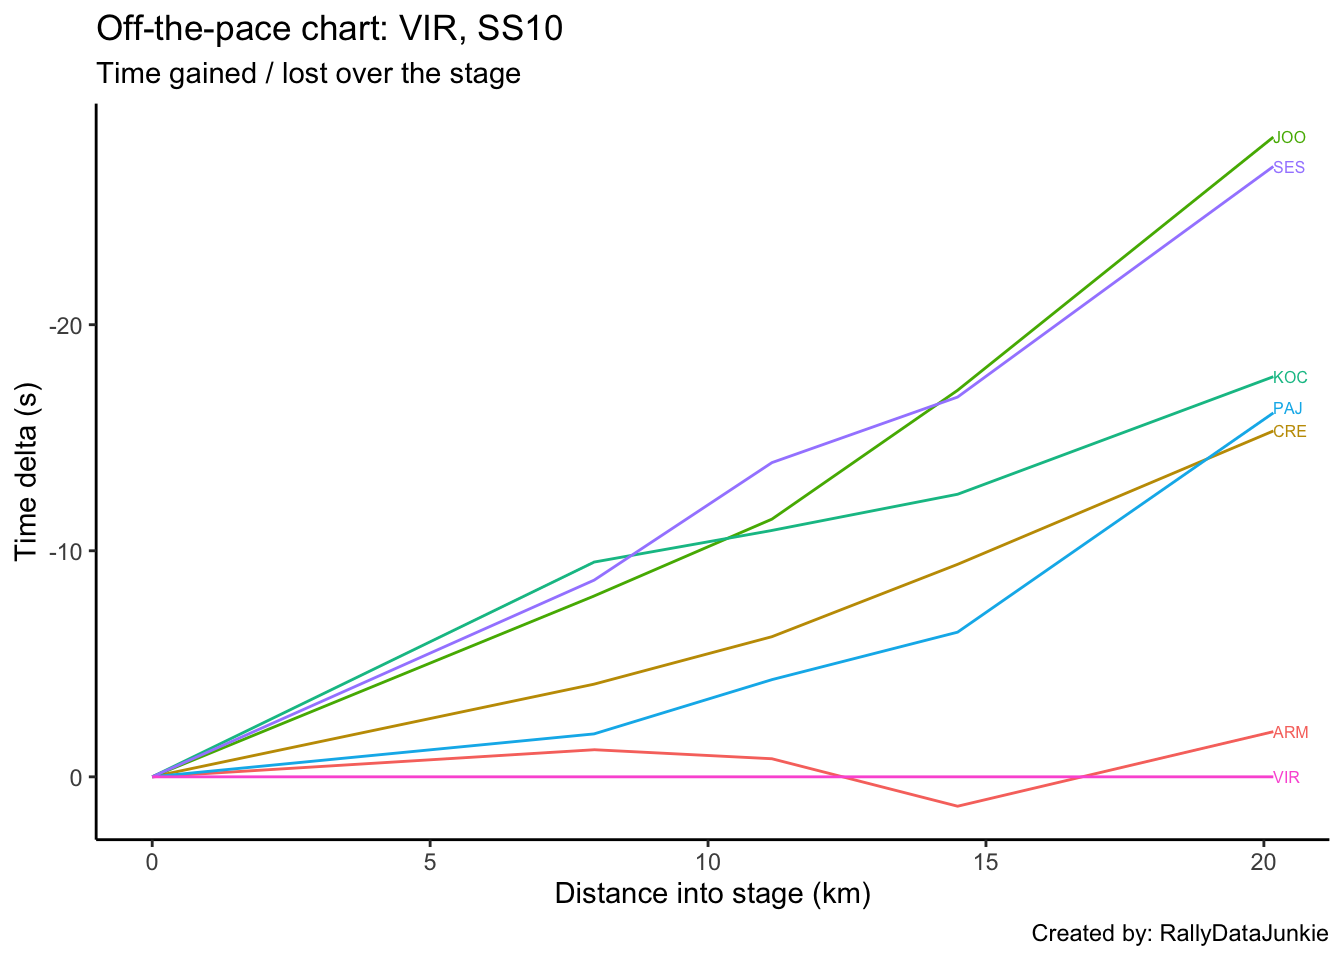 Off-the-pace chart: VIR, SS10
Time gained / lost over the stage
JOO
SES
-20
KOC
PAJ
CRE
Time delta (s)
-10
ARM
0
VIR
0 5 10 15 20
Distance into stage (km)
Created by: RallyDataJunkie